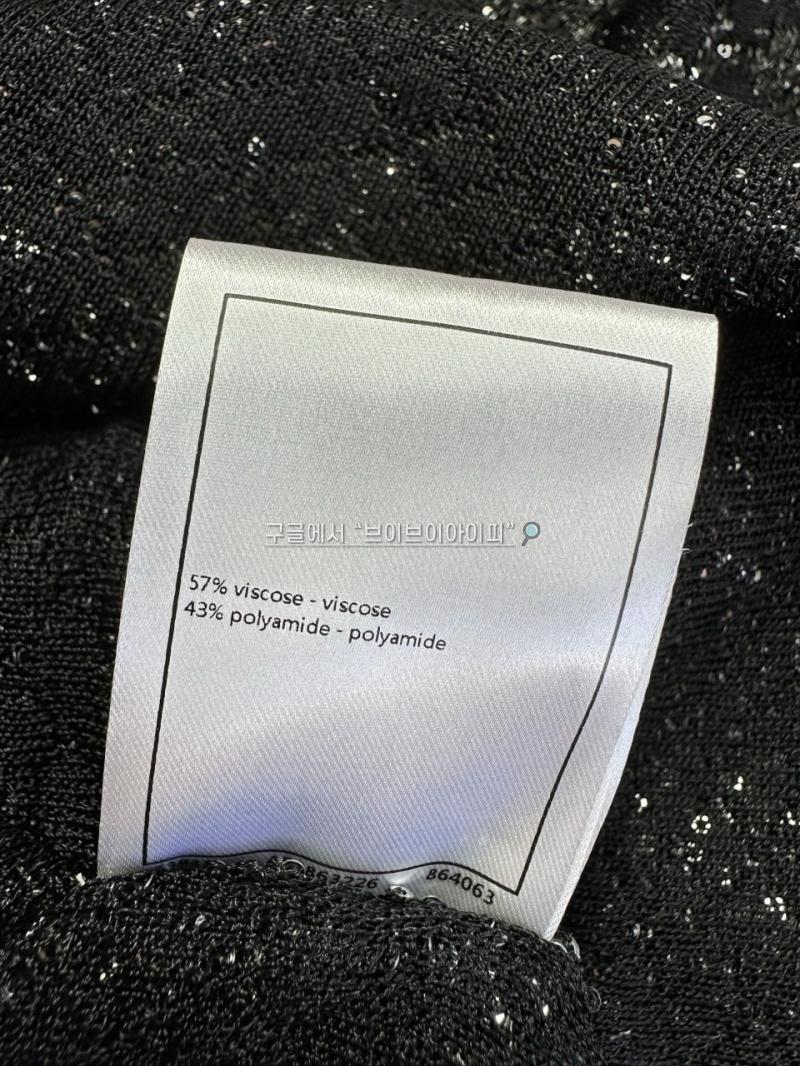 구글에서 “브이브이아이피”
57% viscose - viscose
43% polyamide - polyamide
864063